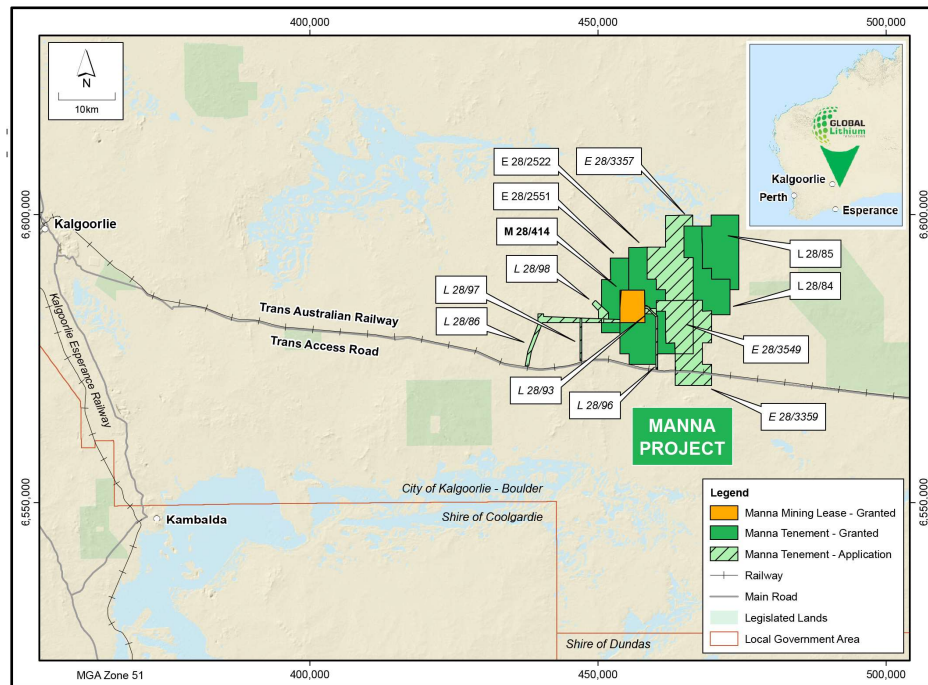 400,000
450,000
500,000
N
10km
GLOBAL
Lithium
Kalgoorlie
Perth
Esperance
E 28/2522
E 28/3357
E 28/2551
6,600,000
6,600,000
Kalgoorlie
M 28/414
L 28/85
L 28/98
L 28/84
L 28/97
Trans Australian Railway
L 28/86
Trans Access Road
E 28/3549
Kalgoorlie Esperance Railway
L 28/93
L 28/96
E 28/3359
MANNA
PROJECT
City of Kalgoorlie - Boulder
Shire of Coolgardie
6,550,000
6,550,000
Kambalda
Legend
Manna Mining Lease - Granted
Manna Tenement - Granted
Manna Tenement - Application
Railway
Main Road
Legislated Lands
Local Government Area
Shire of Dundas
MGA Zone 51
400,000
450,000
500,000